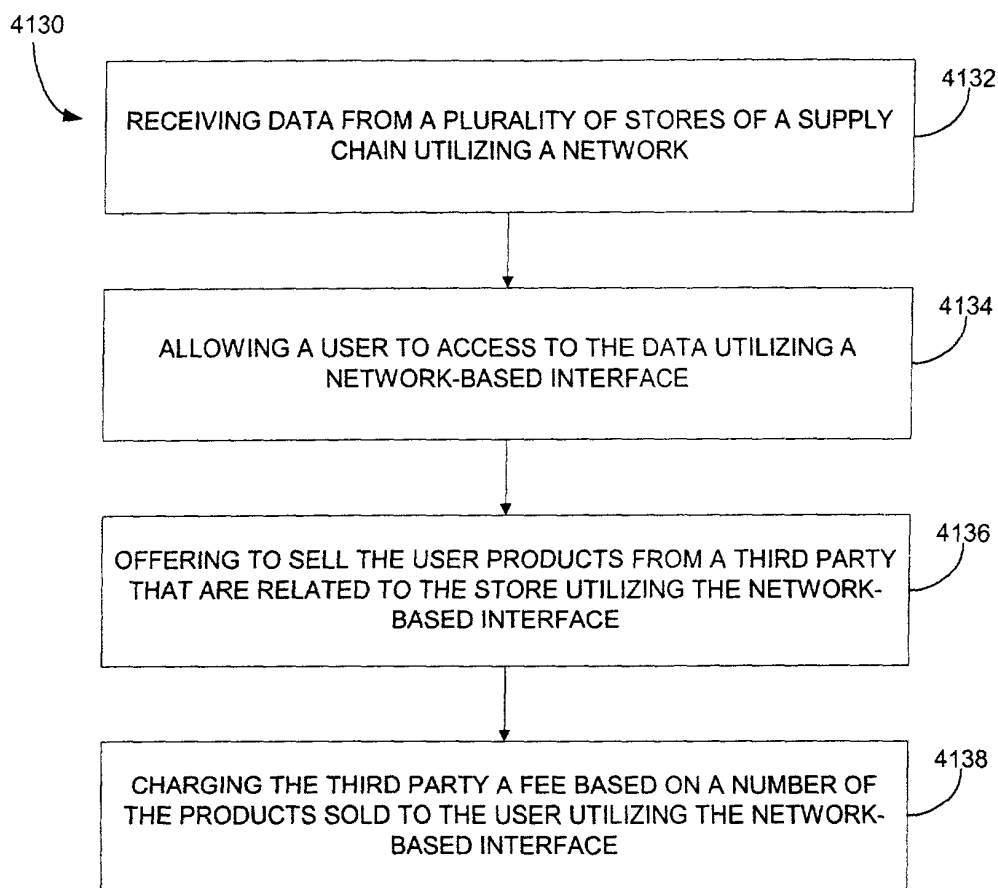 4130
4132
RECEIVING DATA FROM A PLURALITY OF STORES OF A SUPPLY
CHAIN UTILIZING A NETWORK
4134
ALLOWING A USER TO ACCESS TO THE DATA UTILIZING A
NETWORK-BASED INTERFACE
4136
OFFERING TO SELL THE USER PRODUCTS FROM A THIRD PARTY
THAT ARE RELATED TO THE STORE UTILIZING THE NETWORK-
BASED INTERFACE
4138
CHARGING THE THIRD PARTY A FEE BASED ON A NUMBER OF
THE PRODUCTS SOLD TO THE USER UTILIZING THE NETWORK-
BASED INTERFACE